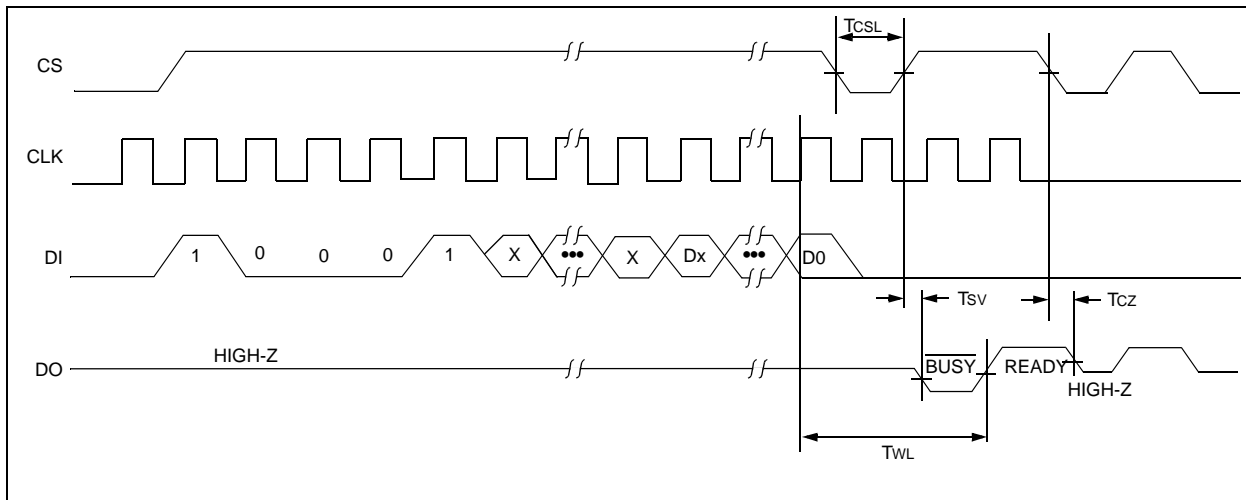 TCSL
CS
CLK
DI
1 0 0 0 1 X ••• X Dx ••• D0
TSV
TCZ
DO
HIGH-Z
BUSY
READY
HIGH-Z
TWL